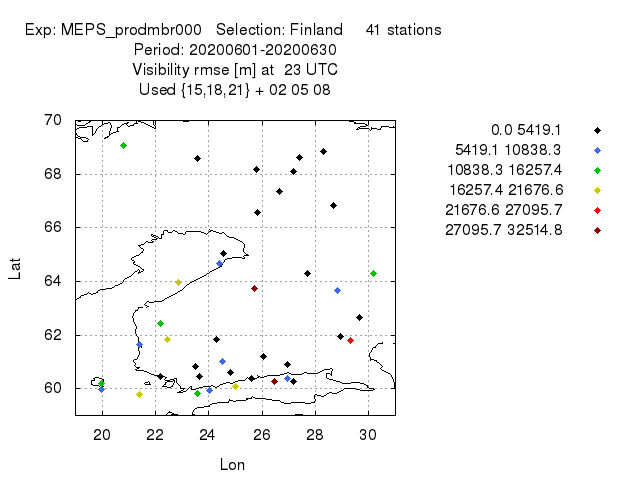 Exp: MEPS_prodmbr000 Selection: Finland 41 stations
Period: 20200601-20200630
Visibility rmse [m] at 23 UTC
Used {15,18,21} + 02 05 08
0.0 5419.1
5419.1 10838.3
10838.3 16257.4
16257.4 21676.6
21676.6 27095.7
27095.7 32514.8
70
68
66
64
62
60
Lat
20 22 24 26 28 30
Lon